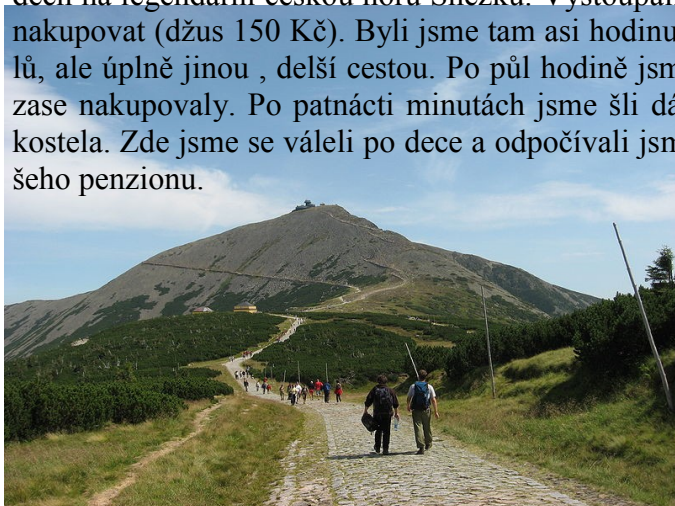 dech na legendární českou horu Sněžku. Vystoupali
nakupovat (džus 150 Kč). Byli jsme tam asi hodinu
lů, ale úplně jinou , delší cestou. Po půl hodině jsm
zase nakupovaly. Po patnácti minutách jsme šli dá
kostela. Zde jsme se váleli po dece a odpočívali jsm
šeho penzionu.